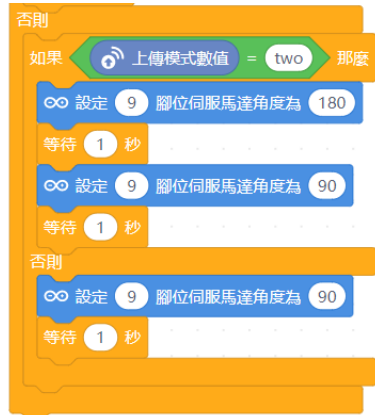 否則
如果 上傳模式數值 = two 那麼
設定 9 腳位伺服馬達角度為 180
等待 1 秒
設定 9 腳位伺服馬達角度為 90
等待 1 秒
否則
設定 9 腳位伺服馬達角度為 90
等待 1 秒